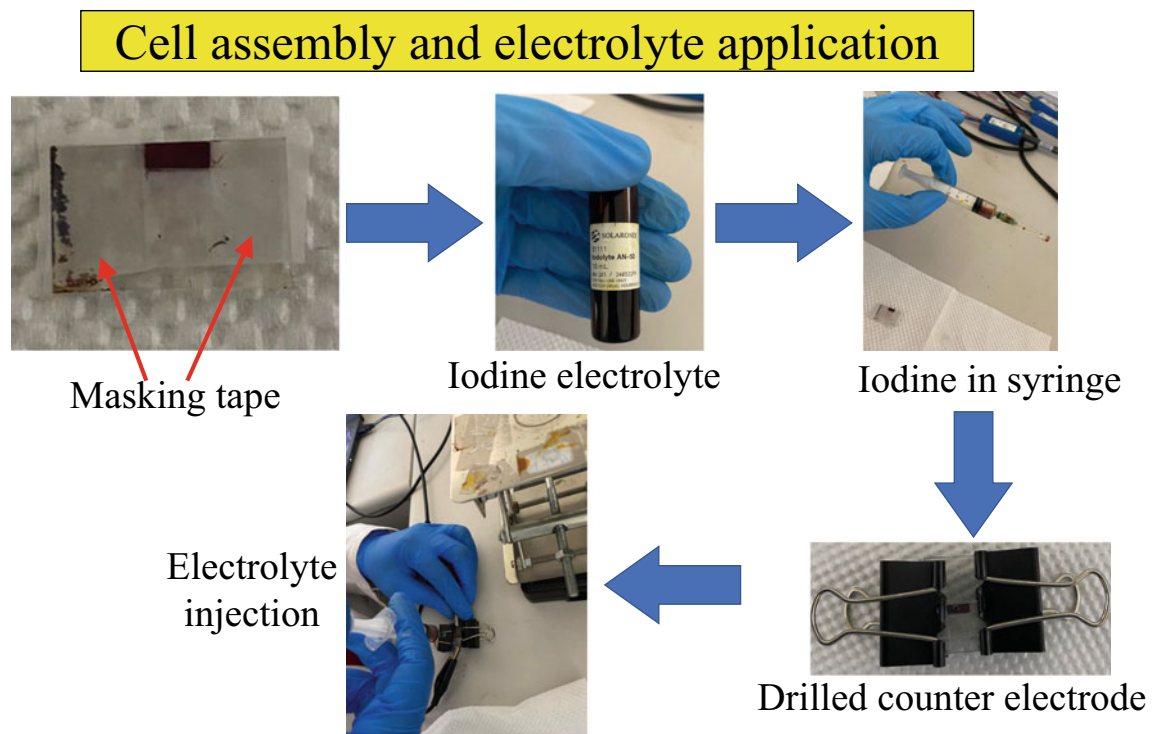 Cell assembly and electrolyte application
Masking tape
Iodine electrolyte
SOLARONIX
Iodolyte AN-50
Iodine in syringe
Drilled counter electrode
Electrolyte
injection